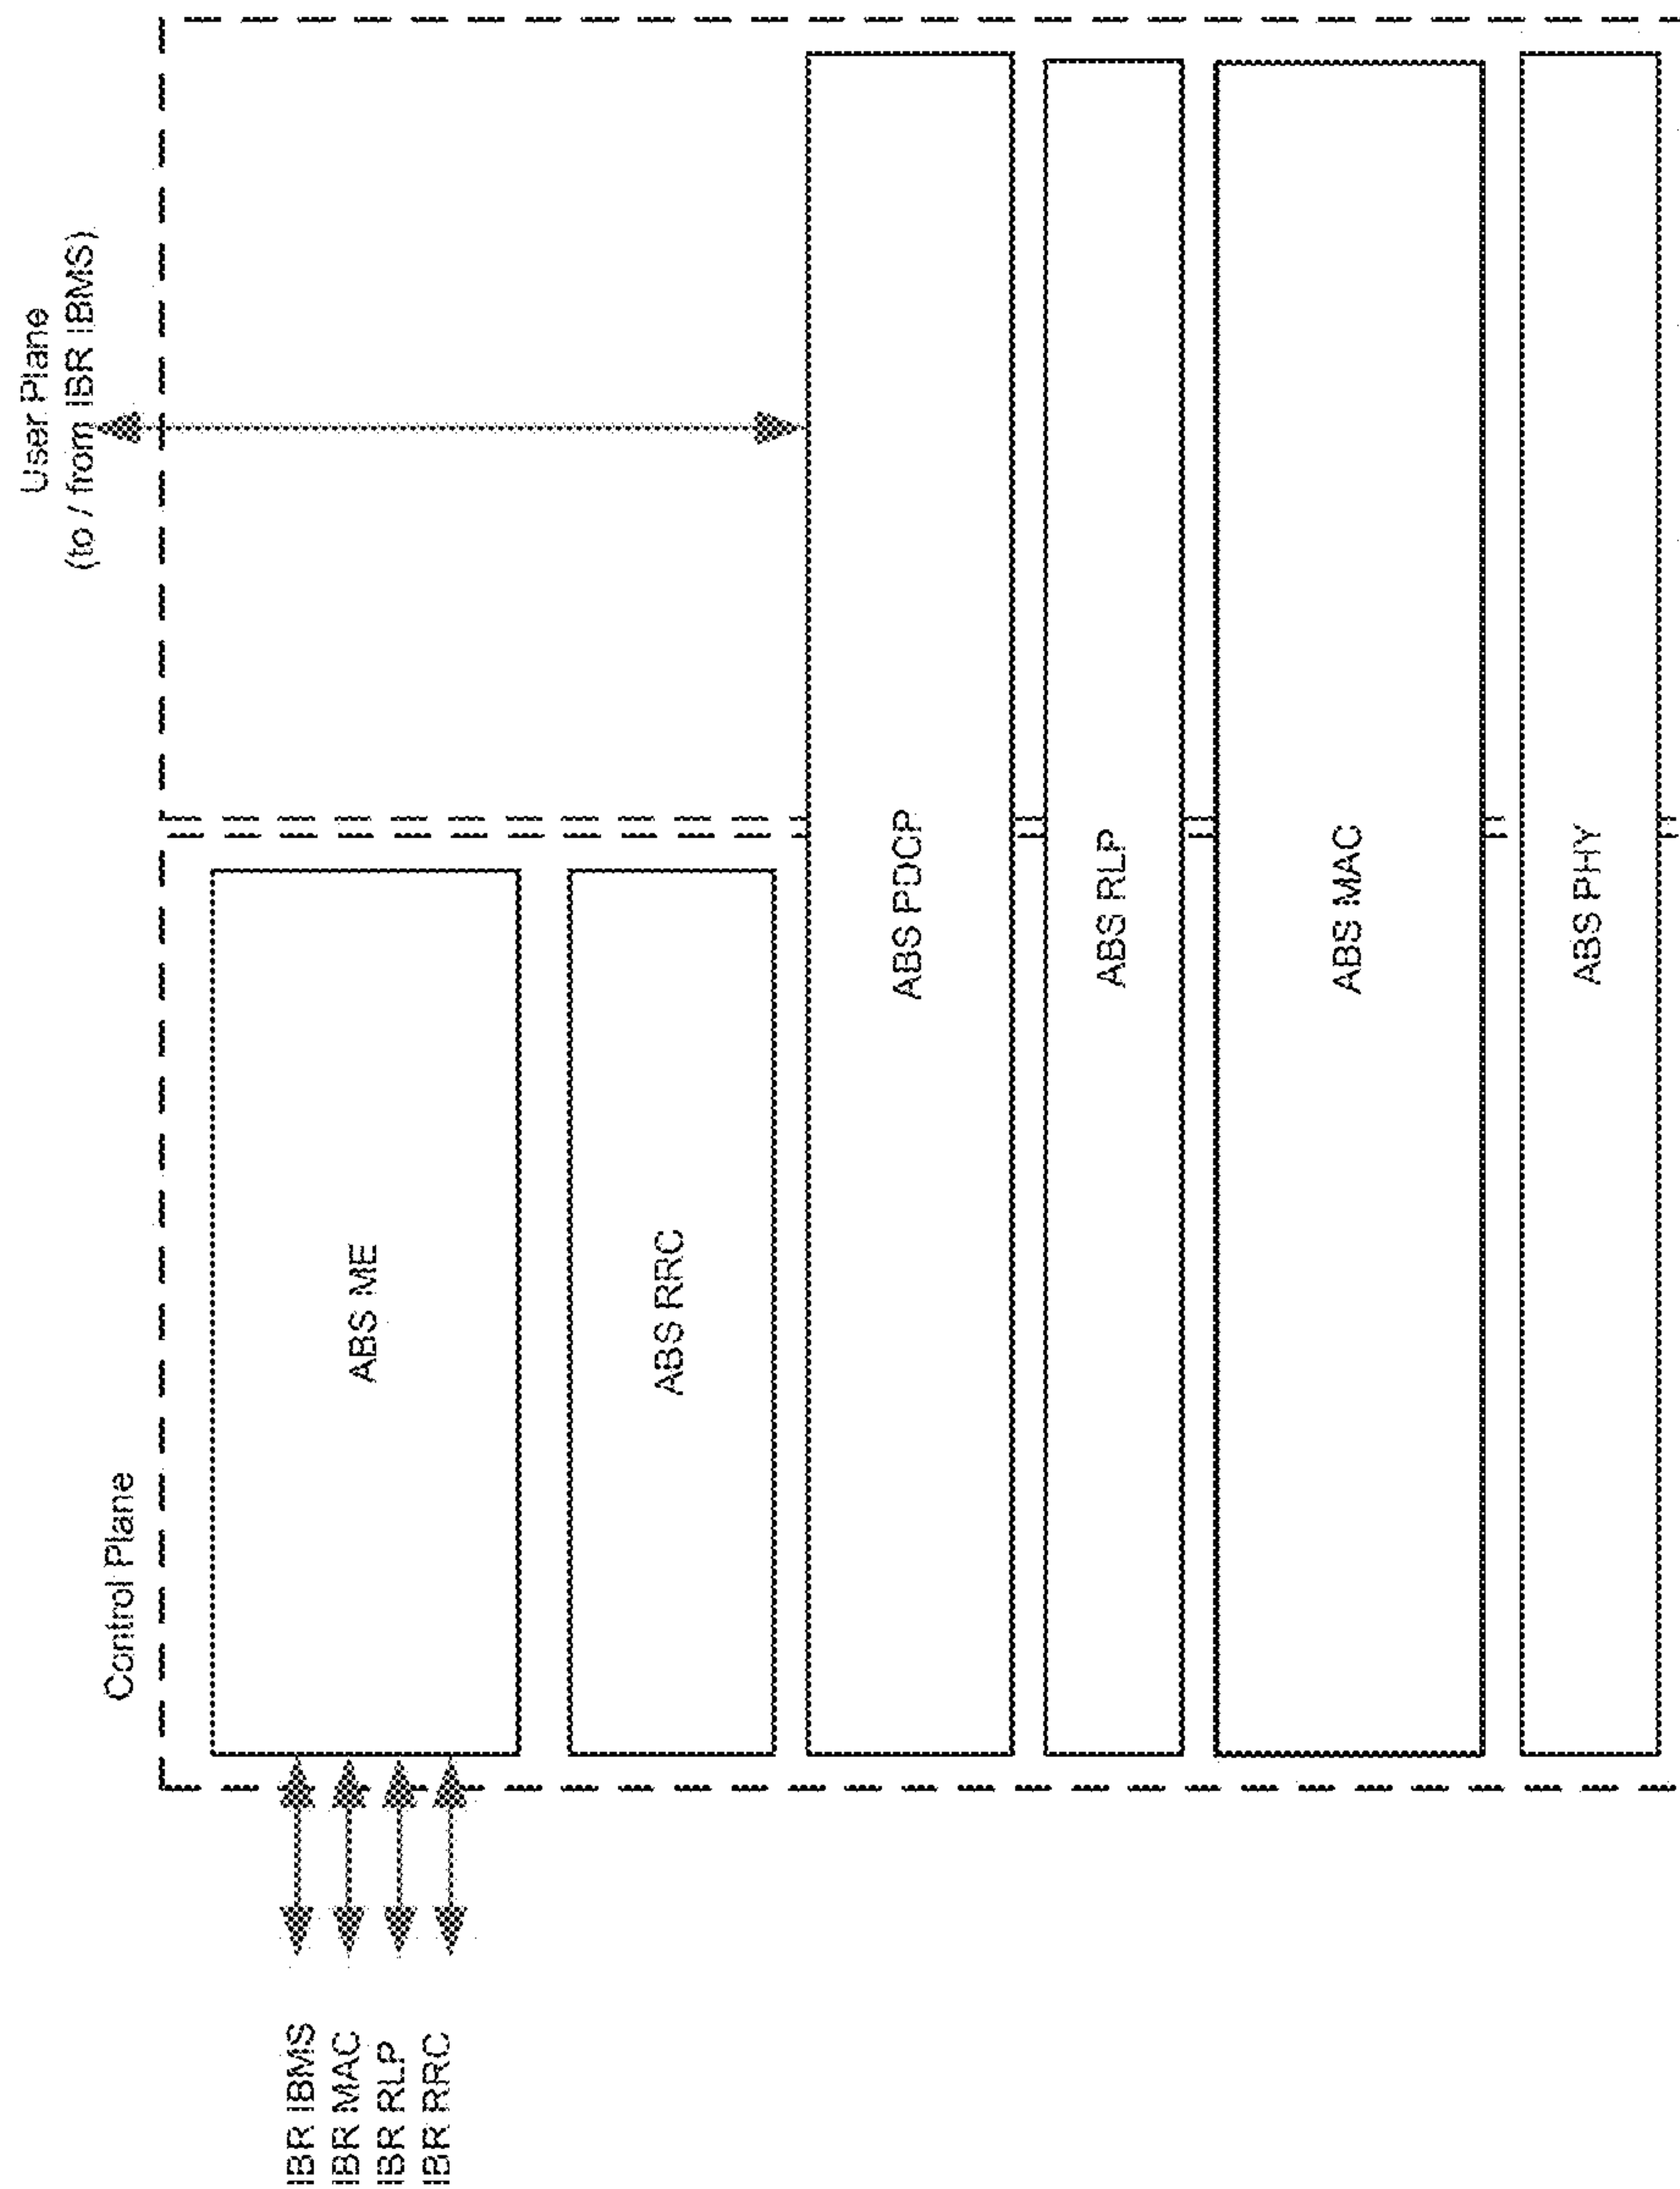 Control Plane
User Plane
(to / from IBR IBMS)
IBR IBMS
IBR MAC
IBR RLP
IBR RRC
ABS ME
ABS RRC
ABS PDCP
ABS RLP
ABS MAC
ABS PHY